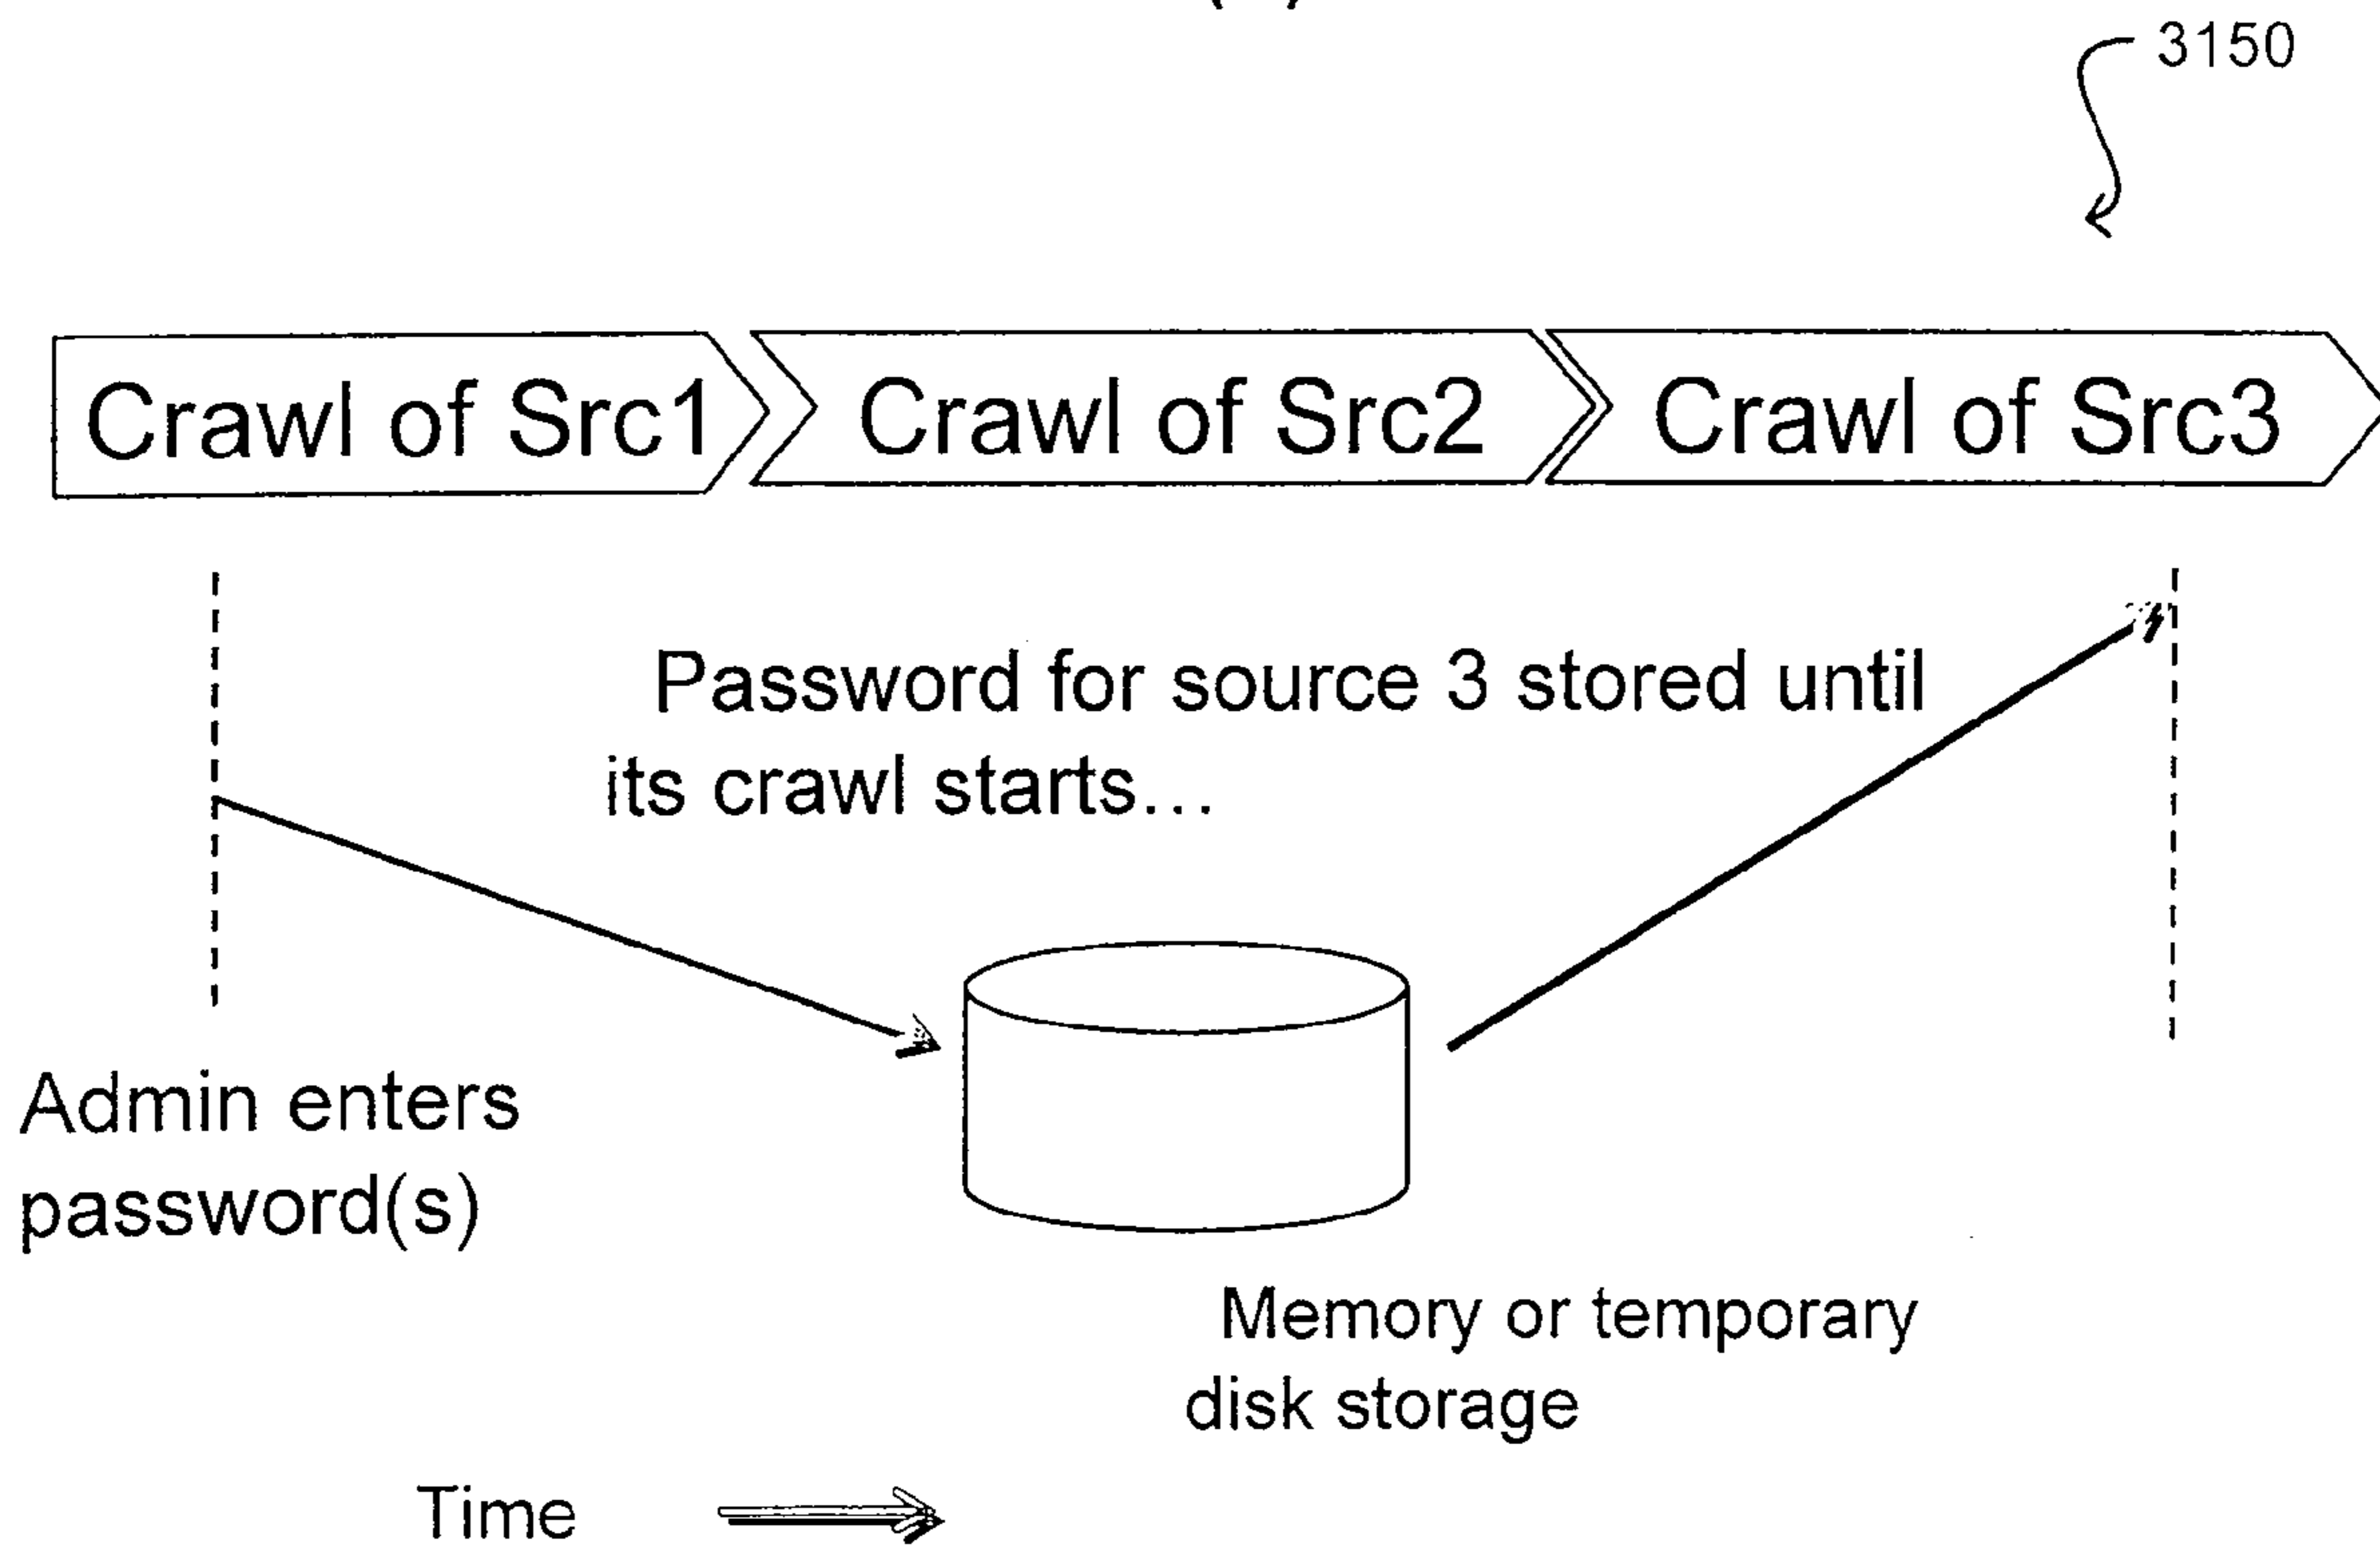 3150
Crawl of Src1
Crawl of Src2
Crawl of Src3
Password for source 3 stored until
its crawl starts...
Admin enters
password(s)
Memory or temporary
disk storage
Time